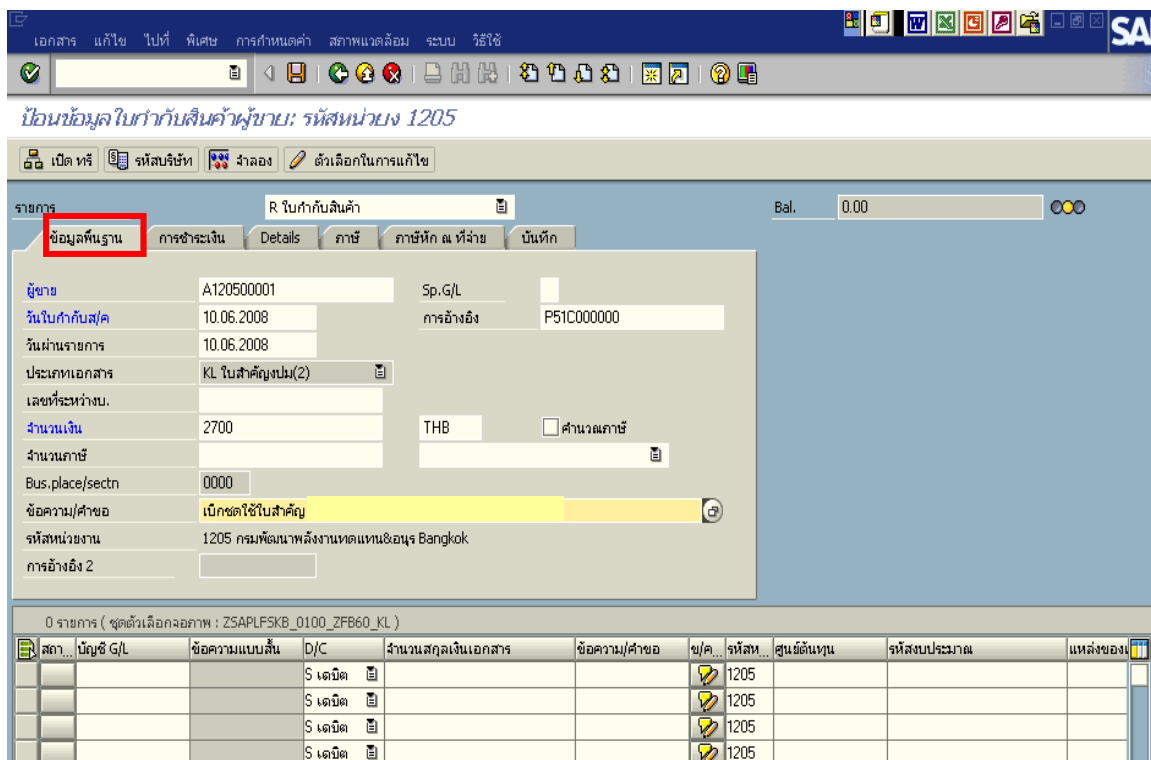 เอกสาร แก้ไข ไปที่ พิเศษ การกำหนดค่า สภาพแวดล้อม ระบบ วิธีใช้
SA
ป้อนข้อมูลใบกำกับสินค้าผู้ขาย: รหัสหน่วยง 1205
เปิด ทรี รหัสบริษัท จำลอง ตัวเลือกในการแก้ไข
รายการ R ใบกำกับสินค้า Bal. 0.00
ข้อมูลพื้นฐาน การชำระเงิน Details ภาษี ภาษีหัก ณ ที่จ่าย บันทึก
ผู้ขาย A120500001 Sp.G/L
วันใบกำกับส/ค 10.06.2008 การอ้างอิง P51C000000
วันผ่านรายการ 10.06.2008
ประเภทเอกสาร KL ใบสำคัญงปม(2)
เลขที่ระหว่างบ.
จำนวนเงิน 2700 THB คำนวณภาษี
จำนวนภาษี
Bus.place/sectn 0000
ข้อความ/คำขอ เบิกชดใช้ใบสำคัญ
รหัสหน่วยงาน 1205 กรมพัฒนาพลังงานทดแทน&อนุร Bangkok
การอ้างอิง 2
0 รายการ ( ชุดตัวเลือกจอภาพ : ZSAPLFSKB_0100_ZFB60_KL )
สถา... บัญชี G/L ข้อความแบบสั้น D/C จำนวนสกุลเงินเอกสาร ข้อความ/คำขอ ข/ค... รหัสห... ศูนย์ต้นทุน รหัสงบประมาณ แหล่งของเ
S เดบิต 1205
S เดบิต 1205
S เดบิต 1205
S เดบิต 1205